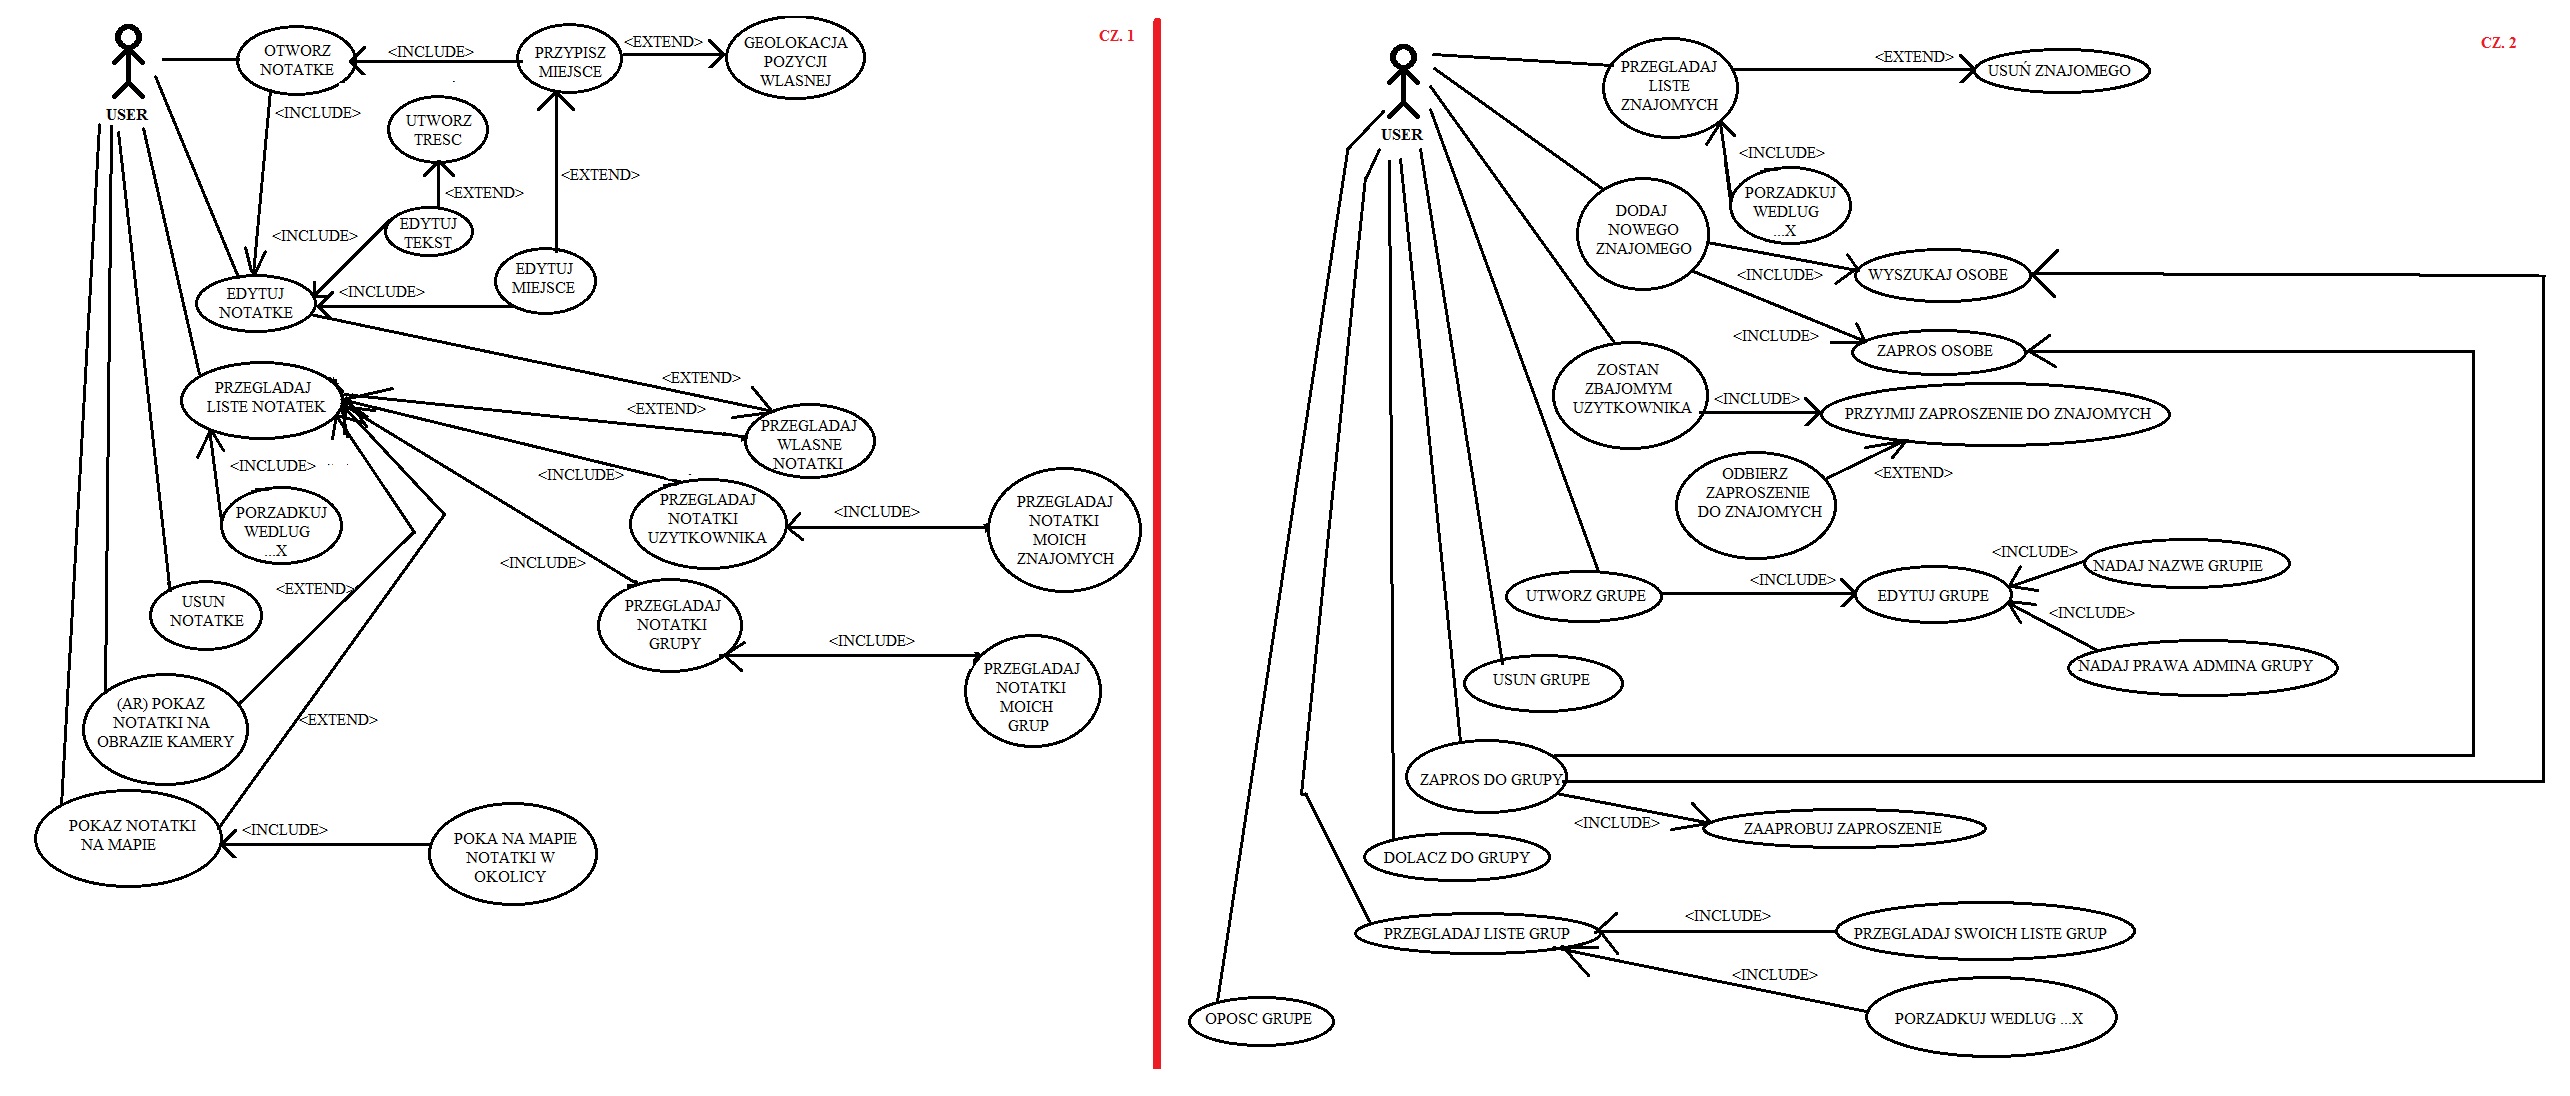 CZ. 1
USER
OTWORZ
NOTATKE
<INCLUDE>
PRZYPISZ
MIEJSCE
<EXTEND>
GEOLOKACJA
POZYCJI
WLASNEJ
<INCLUDE>
UTWORZ
TRESC
<EXTEND>
<EXTEND>
EDYTUJ
TEKST
<INCLUDE>
EDYTUJ
MIEJSCE
<INCLUDE>
EDYTUJ
NOTATKE
<EXTEND>
PRZEGLADAJ
LISTE NOTATEK
<EXTEND>
PRZEGLADAJ
WLASNE
NOTATKI
<INCLUDE>
<INCLUDE>
PRZEGLADAJ
NOTATKI
UZYTKOWNIKA
<INCLUDE>
PRZEGLADAJ
NOTATKI
MOICH
ZNAJOMYCH
PORZADKUJ
WEDLUG
...X
<INCLUDE>
<EXTEND>
USUN
NOTATKE
PRZEGLADAJ
NOTATKI
GRUPY
<INCLUDE>
PRZEGLADAJ
NOTATKI
MOICH
GRUP
(AR) POKAZ
NOTATKI NA
OBRAZIE KAMERY
<EXTEND>
POKAZ NOTATKI
NA MAPIE
<INCLUDE>
POKA NA MAPIE
NOTATKI W
OKOLICY
CZ. 2
USER
PRZEGLADAJ
LISTE
ZNAJOMYCH
<EXTEND>
USUŃ ZNAJOMEGO
<INCLUDE>
PORZADKUJ
WEDLUG
...X
DODAJ
NOWEGO
ZNAJOMEGO
<INCLUDE>
WYSZUKAJ OSOBE
<INCLUDE>
ZAPROS OSOBE
ZOSTAN
ZBAJOMYM
UZYTKOWNIKA
<INCLUDE>
PRZYJMIJ ZAPROSZENIE DO ZNAJOMYCH
ODBIERZ
ZAPROSZENIE
DO ZNAJOMYCH
<EXTEND>
UTWORZ GRUPE
<INCLUDE>
EDYTUJ GRUPE
<INCLUDE>
NADAJ NAZWE GRUPIE
<INCLUDE>
NADAJ PRAWA ADMINA GRUPY
USUN GRUPE
ZAPROS DO GRUPY
<INCLUDE>
ZAAPROBUJ ZAPROSZENIE
DOLACZ DO GRUPY
PRZEGLADAJ LISTE GRUP
<INCLUDE>
PRZEGLADAJ SWOICH LISTE GRUP
<INCLUDE>
PORZADKUJ WEDLUG ...X
OPOSC GRUPE